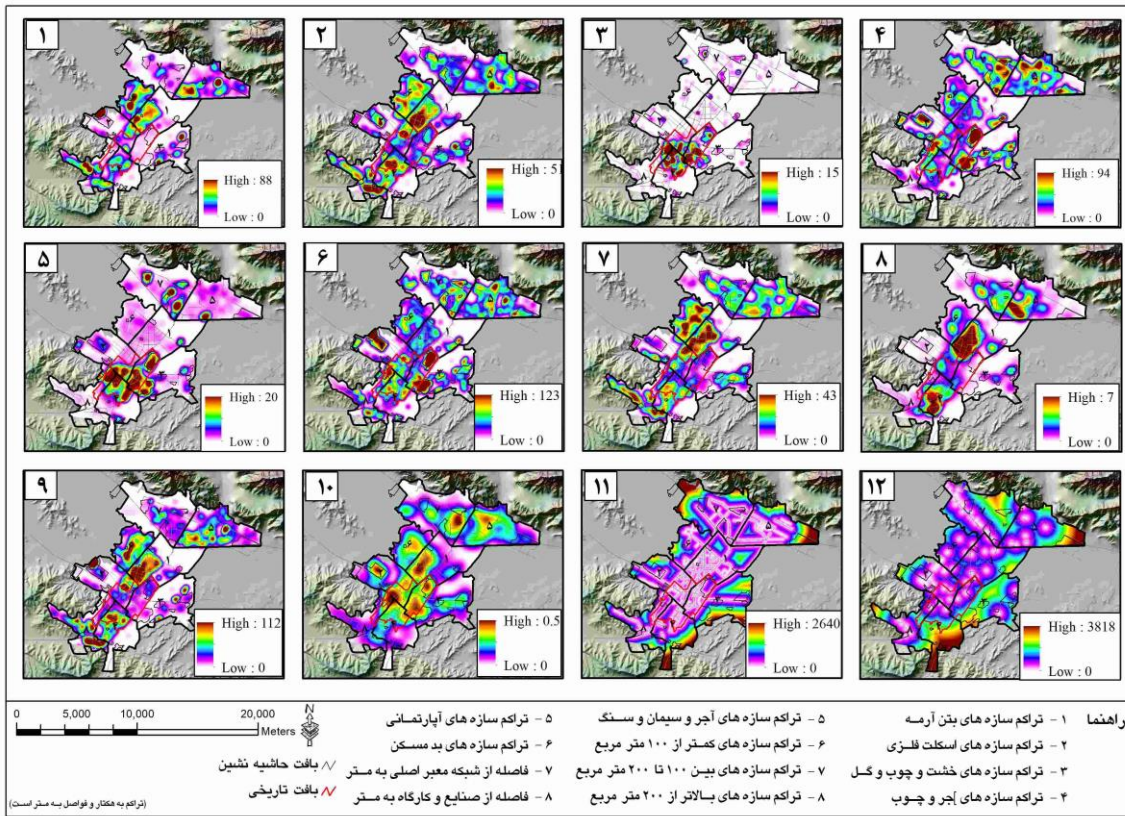 ۱
High : 88
Low : 0
۲
High : 51
Low : 0
۳
High : 15
Low : 0
۴
High : 94
Low : 0
۵
High : 20
Low : 0
۶
High : 123
Low : 0
۷
High : 43
Low : 0
۸
High : 7
Low : 0
۹
High : 112
Low : 0
۱۰
High : 0.5
Low : 0
۱۱
High : 2640
Low : 0
۱۲
High : 3818
Low : 0
راهنما
۱ - تراکم سازه های بتن آرمه
۲ - تراکم سازه های اسکلت فلزی
۳ - تراکم سازه های خشت و چوب و گل
۴ - تراکم سازه های آجر و چوب
۵ - تراکم سازه های آجر و سیمان و سنگ
۶ - تراکم سازه های کمتر از ۱۰۰ متر مربع
۷ - تراکم سازه های بین ۱۰۰ تا ۲۰۰ متر مربع
۸ - تراکم سازه های بالاتر از ۲۰۰ متر مربع
۵ - تراکم سازه های آپارتمانی
۶ - تراکم سازه های بد مسکن
۷ - فاصله از شبکه معبر اصلی به متر
۸ - فاصله از صنایع و کارگاه به متر
0 5,000 10,000 20,000
Meters
N
بافت حاشیه نشین
بافت تاریخی
(تراکم به هکتار و فواصل به متر است)